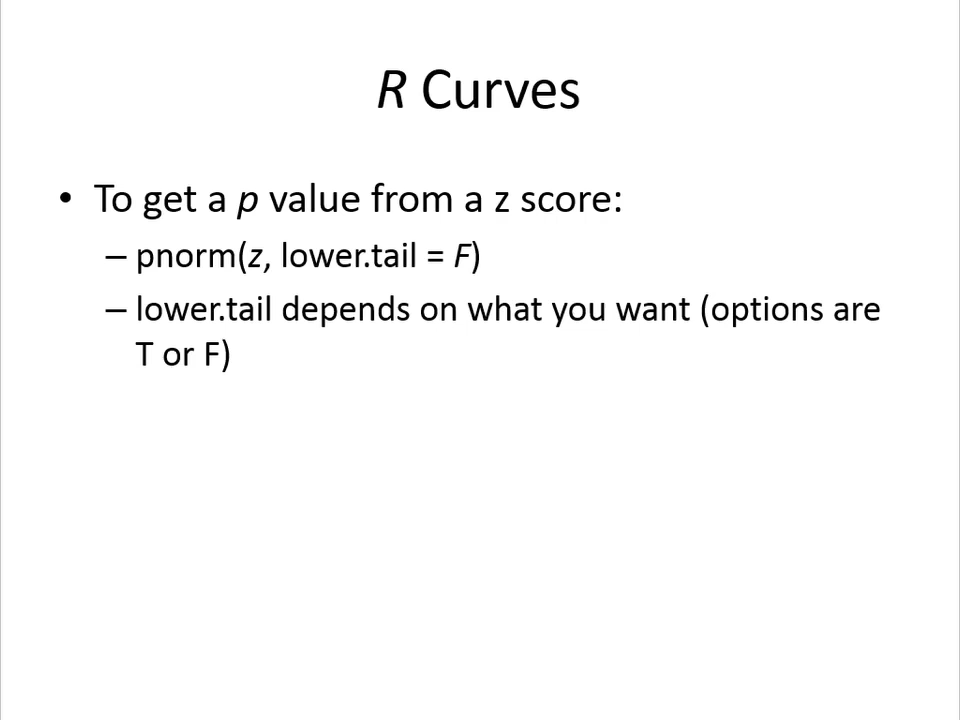 R Curves
• To get a p value from a z score:
– pnorm(z, lower.tail = F)
– lower.tail depends on what you want (options are
T or F)